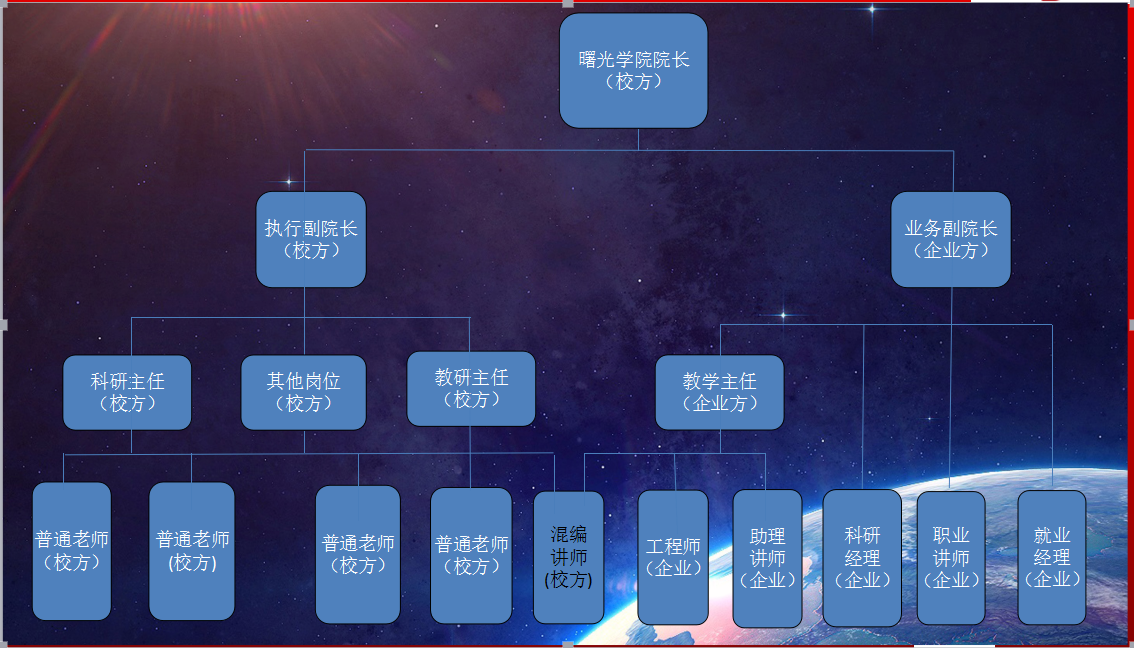 曙光学院院长
（校方）
执行副院长
（校方）
业务副院长
（企业方）
科研主任
（校方）
其他岗位
（校方）
教研主任
（校方）
教学主任
（企业方）
普通老师
（校方）
普通老师
(校方)
普通老师
（校方）
普通老师
（校方）
混编
讲师
(校方)
工程师
（企业）
助理
讲师
（企业）
科研
经理
（企业）
职业
讲师
（企业）
就业
经理
（企业）